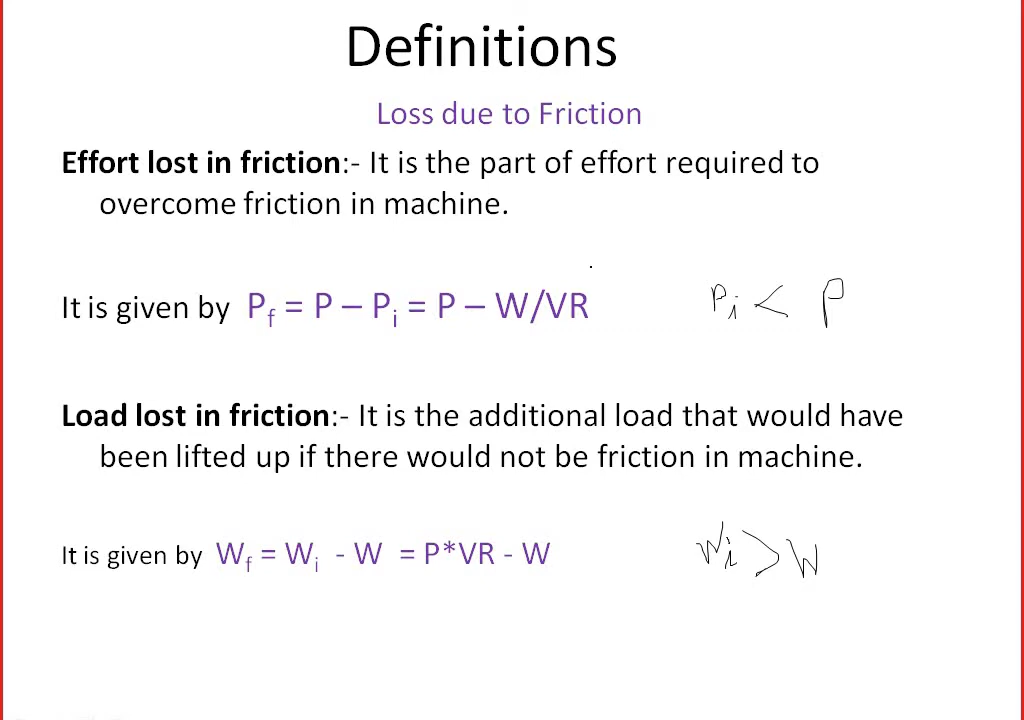 Definitions
Loss due to Friction
Effort lost in friction:- It is the part of effort required to
overcome friction in machine.
It is given by Pf = P – Pi = P – W/VR
Pi < P
Load lost in friction:- It is the additional load that would have
been lifted up if there would not be friction in machine.
It is given by Wf = Wi - W = P*VR - W
Wi > W